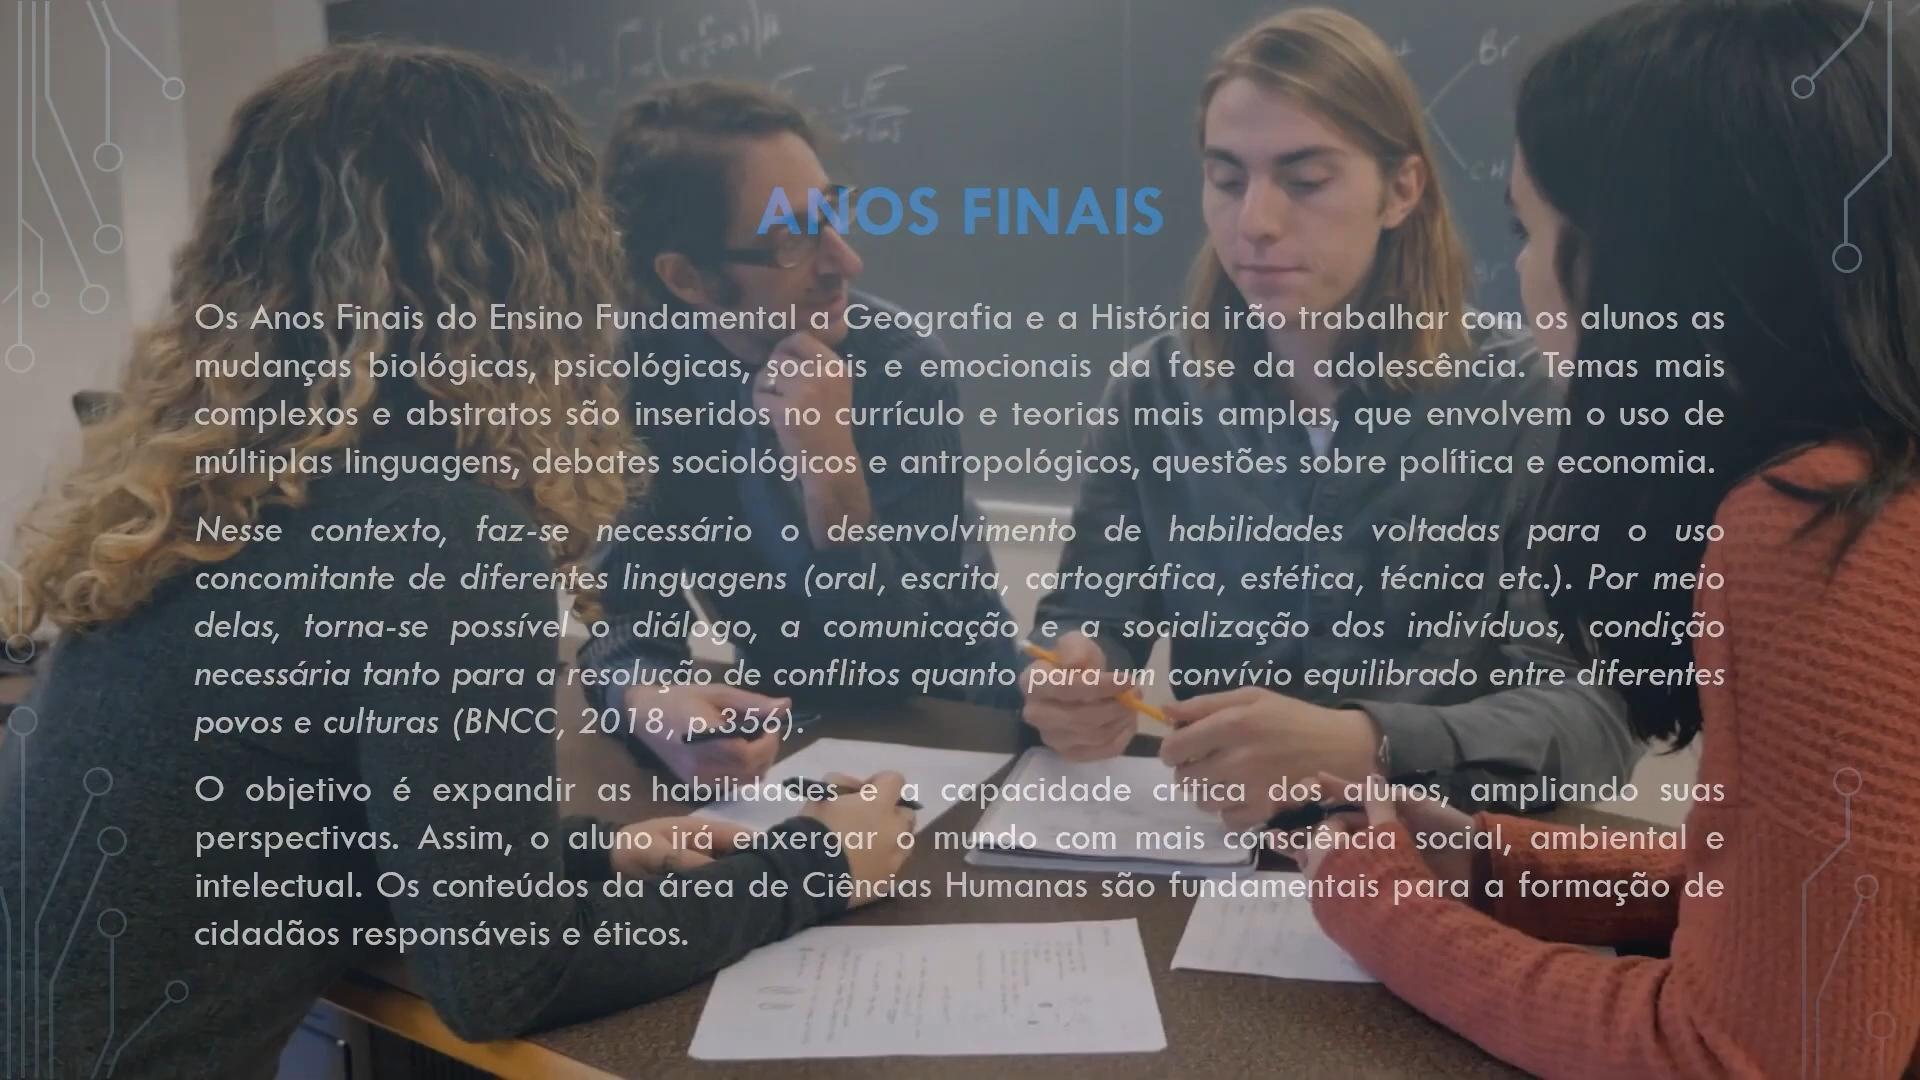 ANOS FINAIS
Os Anos Finais do Ensino Fundamental a Geografia e a História irão trabalhar com os alunos as
mudanças biológicas, psicológicas, sociais e emocionais da fase da adolescência. Temas mais
complexos e abstratos são inseridos no currículo e teorias mais amplas, que envolvem o uso de
múltiplas linguagens, debates sociológicos e antropológicos, questões sobre política e economia.
Nesse contexto, faz-se necessário o desenvolvimento de habilidades voltadas para o uso
concomitante de diferentes linguagens (oral, escrita, cartográfica, estética, técnica etc.). Por meio
delas, torna-se possível o diálogo, a comunicação e a socialização dos indivíduos, condição
necessária tanto para a resolução de conflitos quanto para um convívio equilibrado entre diferentes
povos e culturas (BNCC, 2018, p.356).
O objetivo é expandir as habilidades e a capacidade crítica dos alunos, ampliando suas
perspectivas. Assim, o aluno irá enxergar o mundo com mais consciência social, ambiental e
intelectual. Os conteúdos da área de Ciências Humanas são fundamentais para a formação de
cidadãos responsáveis e éticos.